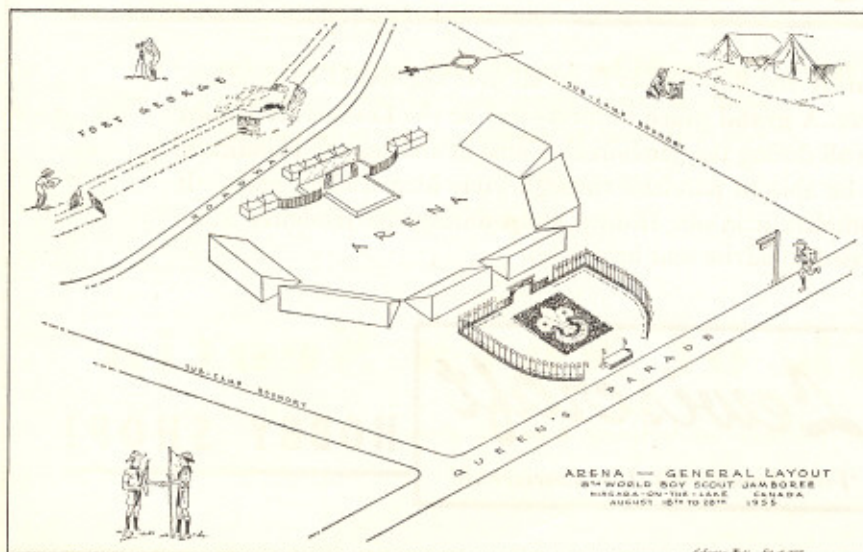 FORT GEORGE
ROADWAY
SUB-CAMP BOUNDRY
ARENA
SUB-CAMP BOUNDRY
QUEEN'S PARADE
ARENA — GENERAL LAYOUT
8TH WORLD BOY SCOUT JAMBOREE
NIAGARA-ON-THE-LAKE CANADA
AUGUST 18TH TO 28TH 1955